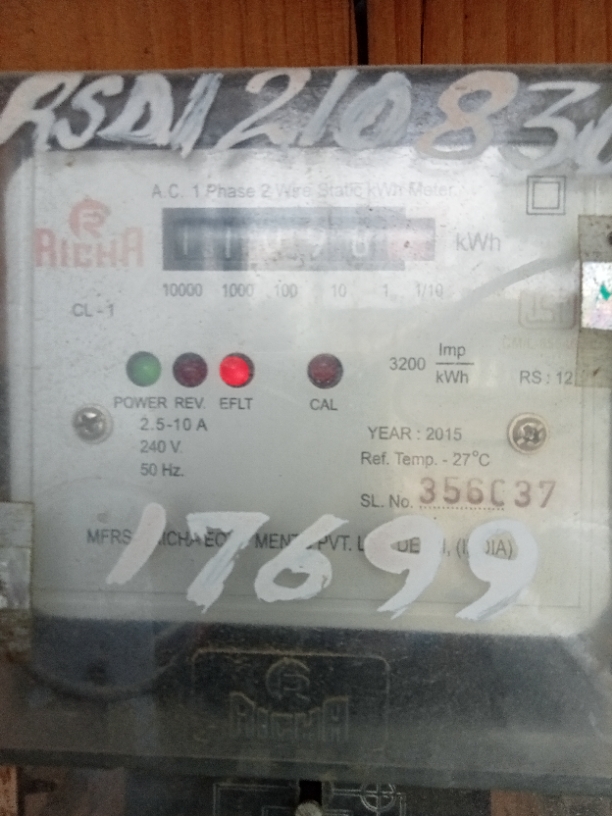 RSD121083
A.C. 1 Phase 2 Wire Static kWh Meter
RICHA
kWh
10000 1000 100 10 1 1/10
CL-1
3200 Imp
kWh
RS : 12
POWER REV. EFLT CAL
2.5-10 A
240 V.
50 Hz.
YEAR : 2015
Ref. Temp. - 27°C
SL. No. 356037
17699
MFRS
PVT.
RICHA